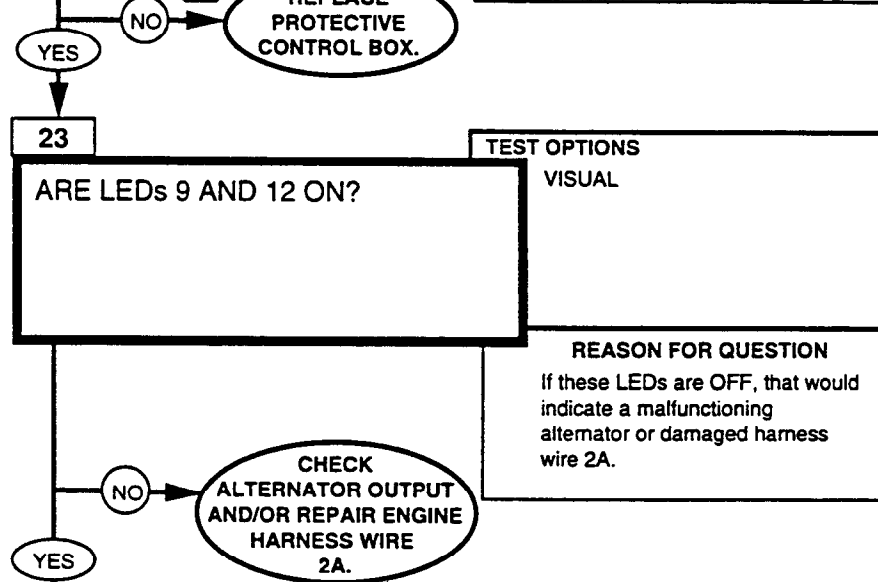 NO
REPLACE
PROTECTIVE
CONTROL BOX.
YES
23
ARE LEDs 9 AND 12 ON?
TEST OPTIONS
VISUAL
REASON FOR QUESTION
If these LEDs are OFF, that would
indicate a malfunctioning
alternator or damaged harness
wire 2A.
NO
CHECK
ALTERNATOR OUTPUT
AND/OR REPAIR ENGINE
HARNESS WIRE
2A.
YES